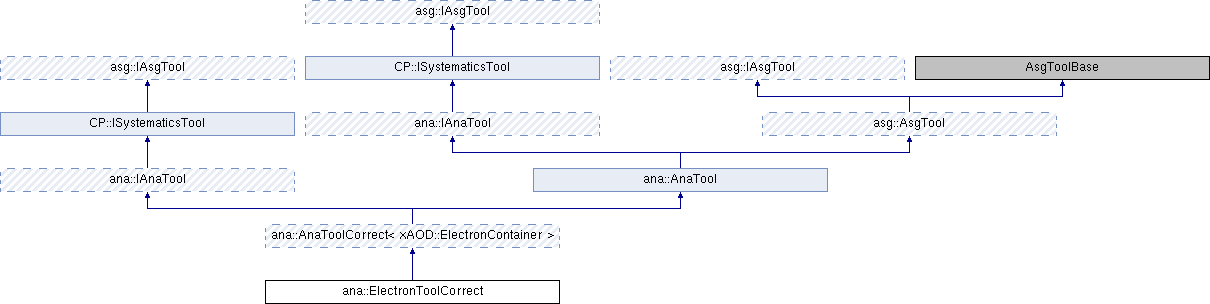 asg::IAsgTool
asg::IAsgTool
CP::ISystematicsTool
asg::IAsgTool
AsgToolBase
CP::ISystematicsTool
ana::IAnaTool
asg::AsgTool
ana::IAnaTool
ana::AnaTool
ana::AnaToolCorrect< xAOD::ElectronContainer >
ana::ElectronToolCorrect